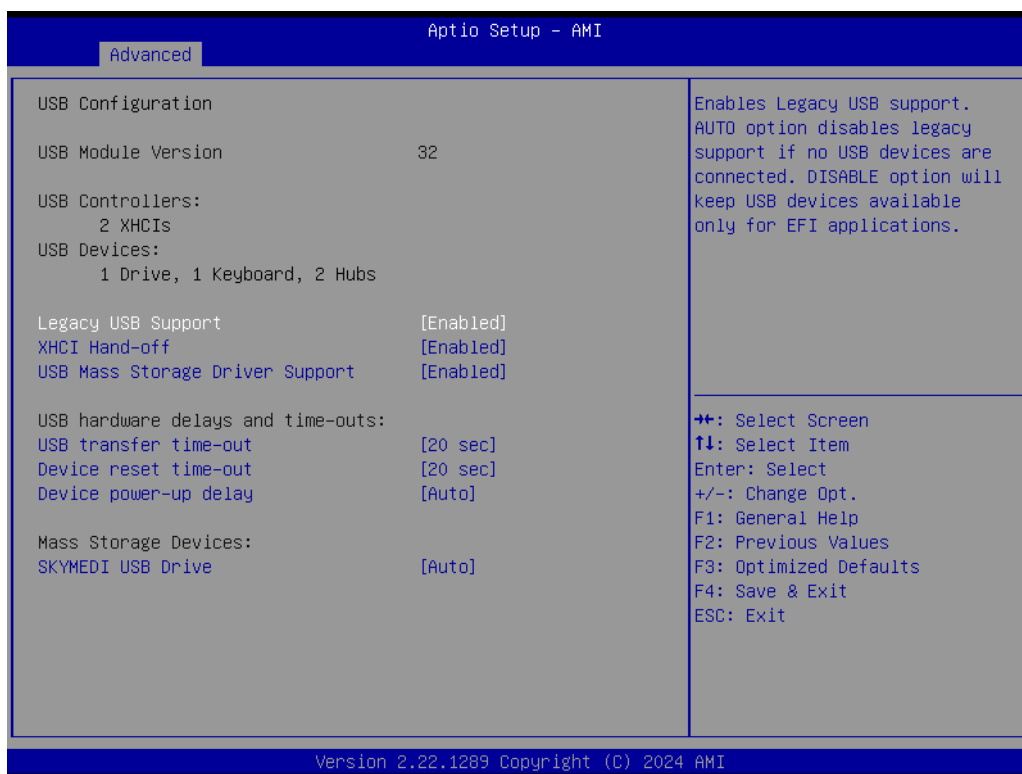 Aptio Setup – AMI
Advanced
USB Configuration
USB Module Version 32
USB Controllers:
2 XHCIs
USB Devices:
1 Drive, 1 Keyboard, 2 Hubs
Legacy USB Support [Enabled]
XHCI Hand-off [Enabled]
USB Mass Storage Driver Support [Enabled]
USB hardware delays and time-outs:
USB transfer time-out [20 sec]
Device reset time-out [20 sec]
Device power-up delay [Auto]
Mass Storage Devices:
SKYMEDI USB Drive [Auto]
Enables Legacy USB support.
AUTO option disables legacy
support if no USB devices are
connected. DISABLE option will
keep USB devices available
only for EFI applications.
→←: Select Screen
↑↓: Select Item
Enter: Select
+/-: Change Opt.
F1: General Help
F2: Previous Values
F3: Optimized Defaults
F4: Save & Exit
ESC: Exit
Version 2.22.1289 Copyright (C) 2024 AMI